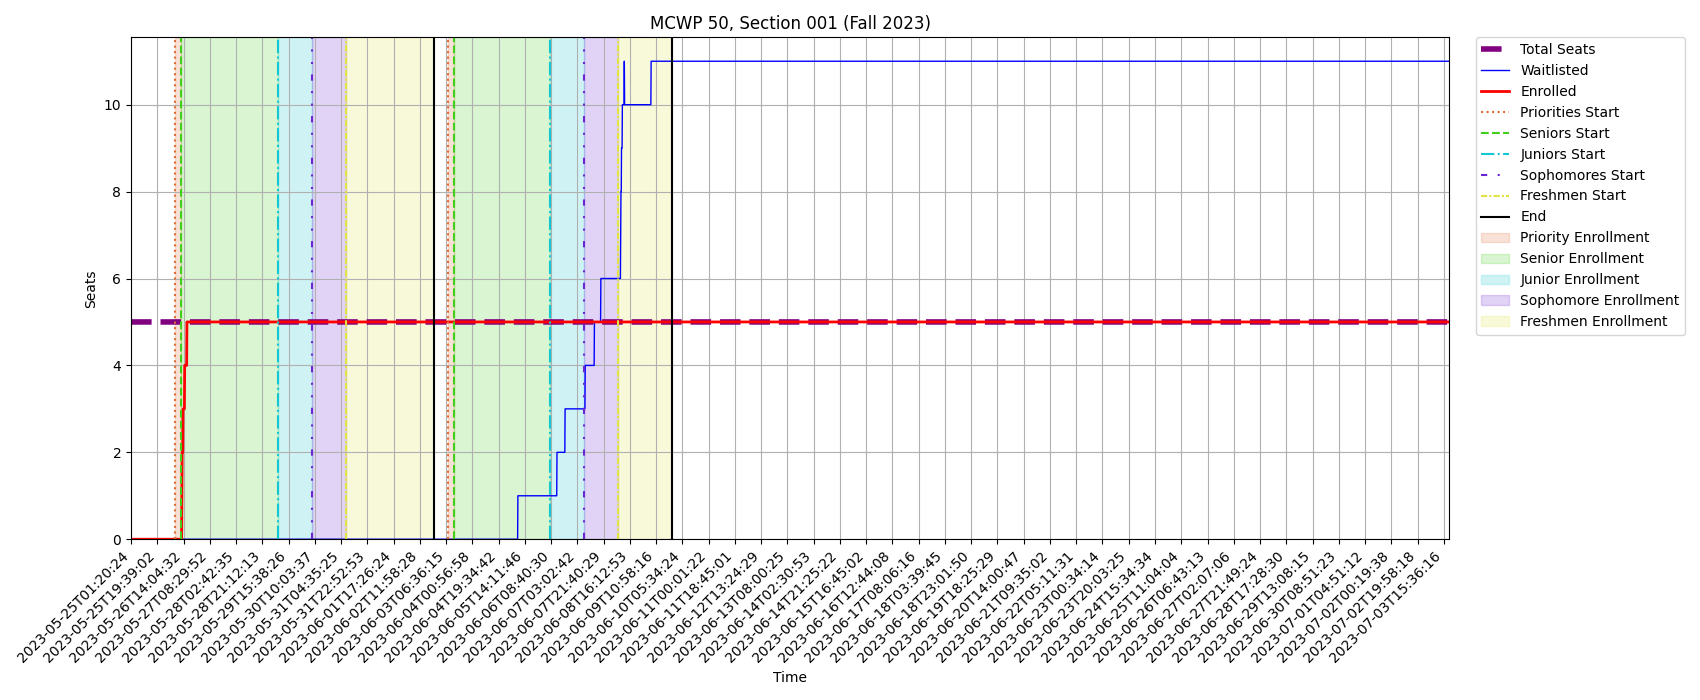 MCWP 50, Section 001 (Fall 2023)
Seats
10
8
6
4
2
0
2023-05-25T01:20:24
2023-05-25T19:39:02
2023-05-26T14:04:32
2023-05-27T08:29:52
2023-05-28T02:42:35
2023-05-28T21:12:13
2023-05-29T15:38:26
2023-05-30T10:03:37
2023-05-31T04:35:25
2023-05-31T22:52:53
2023-06-01T17:26:24
2023-06-02T11:58:28
2023-06-03T06:36:15
2023-06-04T00:56:58
2023-06-04T19:34:42
2023-06-05T14:11:46
2023-06-06T08:40:30
2023-06-07T03:02:42
2023-06-07T21:40:29
2023-06-08T16:12:53
2023-06-09T10:58:16
2023-06-10T05:34:24
2023-06-11T00:01:22
2023-06-11T18:45:01
2023-06-12T13:24:29
2023-06-13T08:00:25
2023-06-14T02:30:53
2023-06-14T21:25:22
2023-06-15T16:45:02
2023-06-16T12:44:08
2023-06-17T08:06:16
2023-06-18T03:39:45
2023-06-18T23:01:50
2023-06-19T18:25:29
2023-06-20T14:00:47
2023-06-21T09:35:02
2023-06-22T05:11:31
2023-06-23T00:34:14
2023-06-23T20:03:25
2023-06-24T15:34:34
2023-06-25T11:04:04
2023-06-26T06:43:13
2023-06-27T02:07:06
2023-06-27T21:49:24
2023-06-28T17:28:30
2023-06-29T13:08:15
2023-06-30T08:51:23
2023-07-01T04:51:12
2023-07-02T00:19:38
2023-07-02T19:58:18
2023-07-03T15:36:16
Time
Total Seats
Waitlisted
Enrolled
Priorities Start
Seniors Start
Juniors Start
Sophomores Start
Freshmen Start
End
Priority Enrollment
Senior Enrollment
Junior Enrollment
Sophomore Enrollment
Freshmen Enrollment